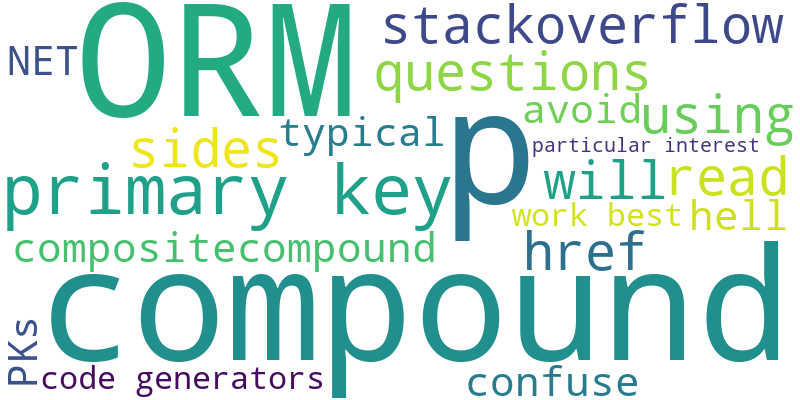 stackoverflow
NET
ORM
questions
avoid
using
sides
typical
p
particular interest
primary key
will
read
work best
hell
compositecompound
href
compound
PKs
code generators
confuse